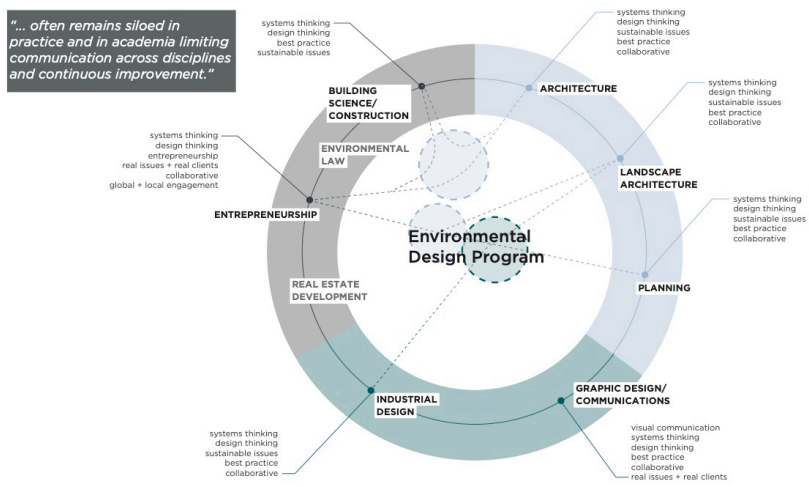 "... often remains siloed in
practice and in academia limiting
communication across disciplines
and continuous improvement."
systems thinking
design thinking
best practice
sustainable issues
BUILDING
SCIENCE/
CONSTRUCTION
systems thinking
design thinking
sustainable issues
best practice
collaborative
ARCHITECTURE
systems thinking
design thinking
sustainable issues
best practice
collaborative
LANDSCAPE
ARCHITECTURE
systems thinking
design thinking
entrepreneurship
real issues + real clients
collaborative
global + local engagement
ENVIRONMENTAL
LAW
ENTREPRENEURSHIP
systems thinking
design thinking
sustainable issues
best practice
collaborative
PLANNING
Environmental
Design Program
REAL ESTATE
DEVELOPMENT
INDUSTRIAL
DESIGN
systems thinking
design thinking
sustainable issues
best practice
collaborative
GRAPHIC DESIGN/
COMMUNICATIONS
visual communication
systems thinking
design thinking
best practice
collaborative
real issues + real clients